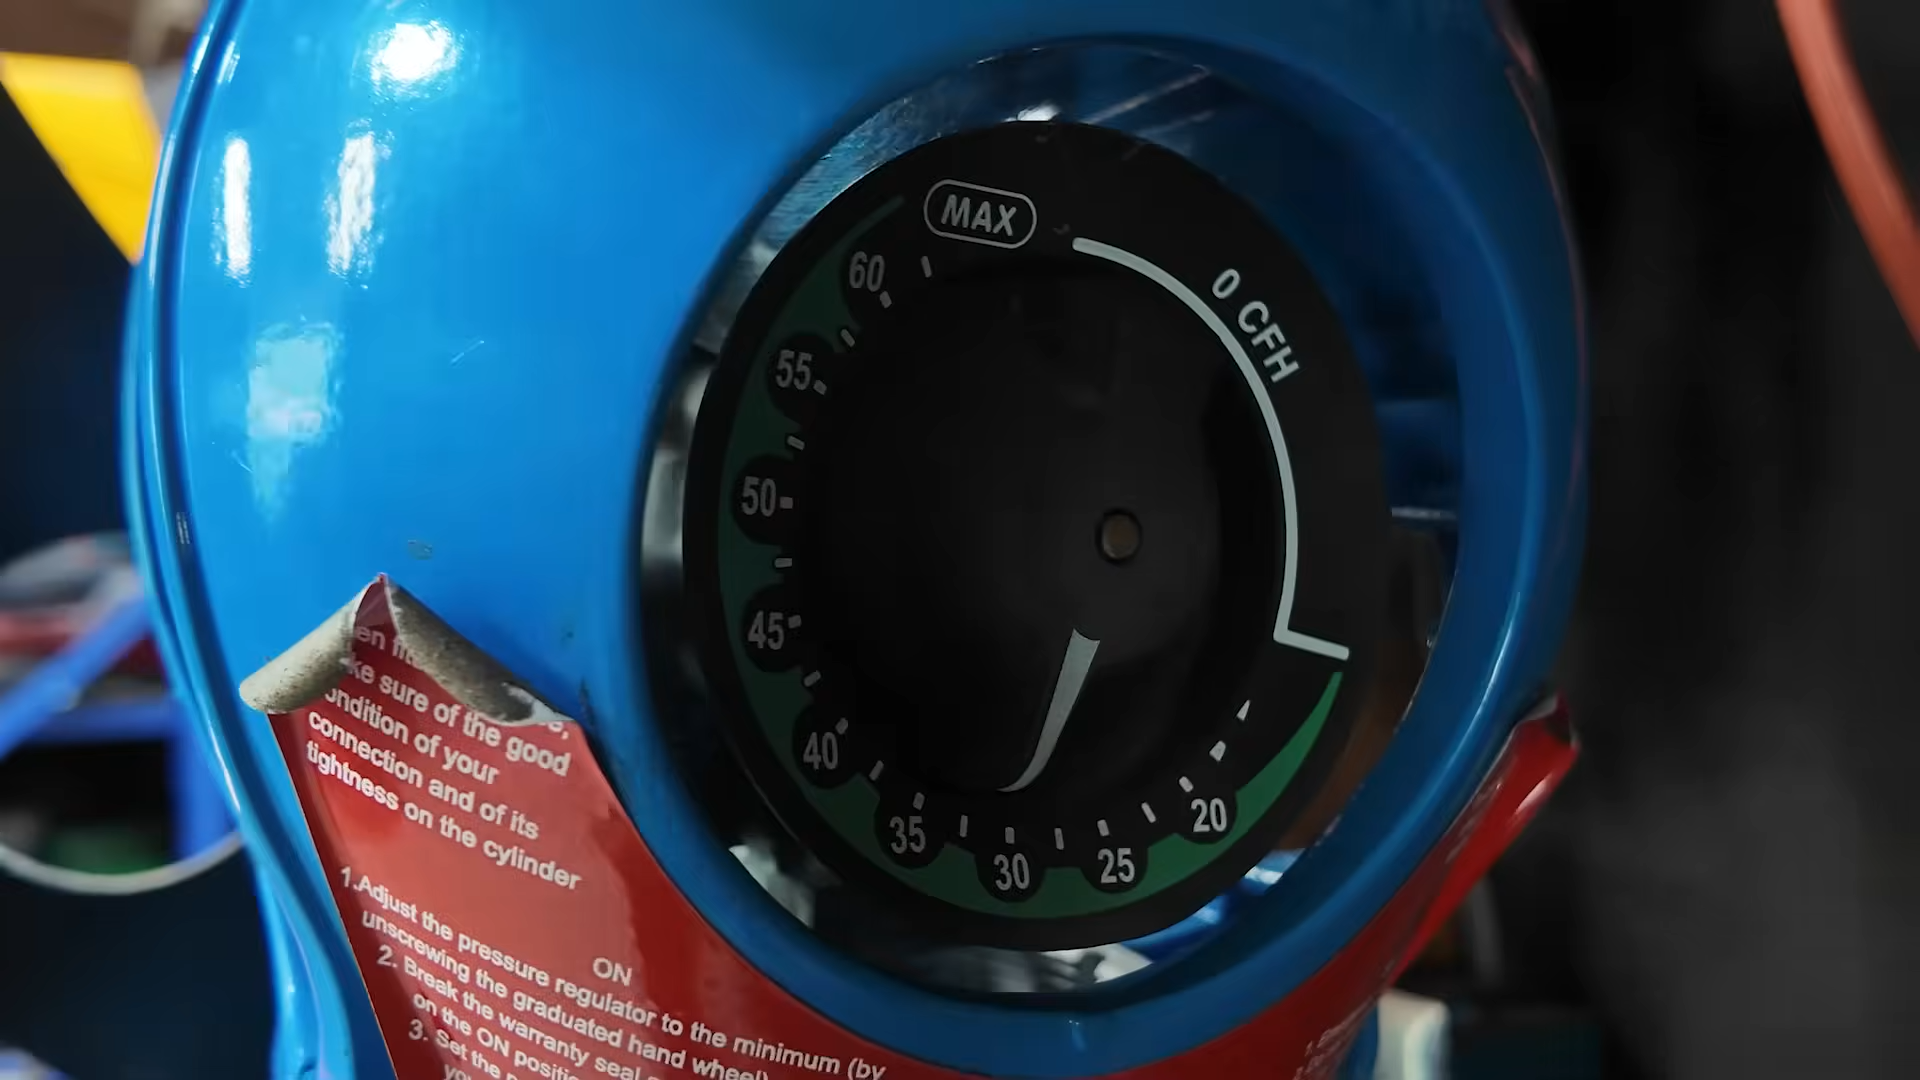 MAX
0 CFH
60
55
50
45
40
35
30
25
20
ke sure of the good
ondition of your
connection and of its
tightness on the cylinder
ON
1.Adjust the pressure regulator to the minimum (by
unscrewing the graduated hand wheel)
2. Break the warranty seal
on the ON
3. Set the